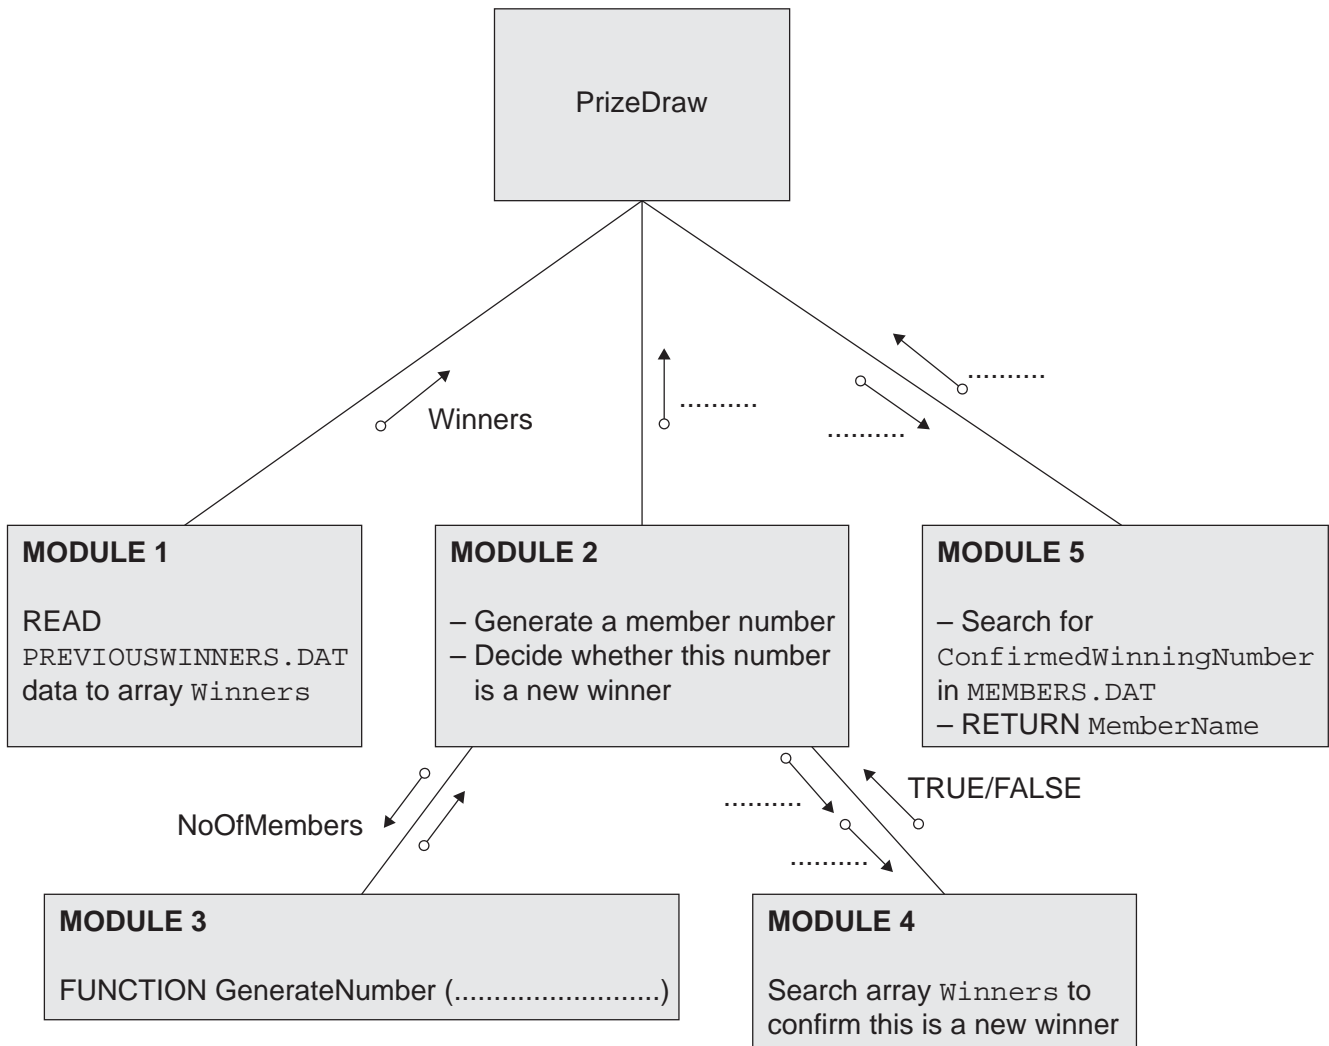 PrizeDraw
Winners
..........
..........
..........
MODULE 1
READ
PREVIOUSWINNERS.DAT
data to array Winners
MODULE 2
– Generate a member number
– Decide whether this number
is a new winner
MODULE 5
– Search for
ConfirmedWinningNumber
in MEMBERS.DAT
– RETURN MemberName
NoOfMembers
..........
TRUE/FALSE
..........
MODULE 3
FUNCTION GenerateNumber (..........................)
MODULE 4
Search array Winners to
confirm this is a new winner